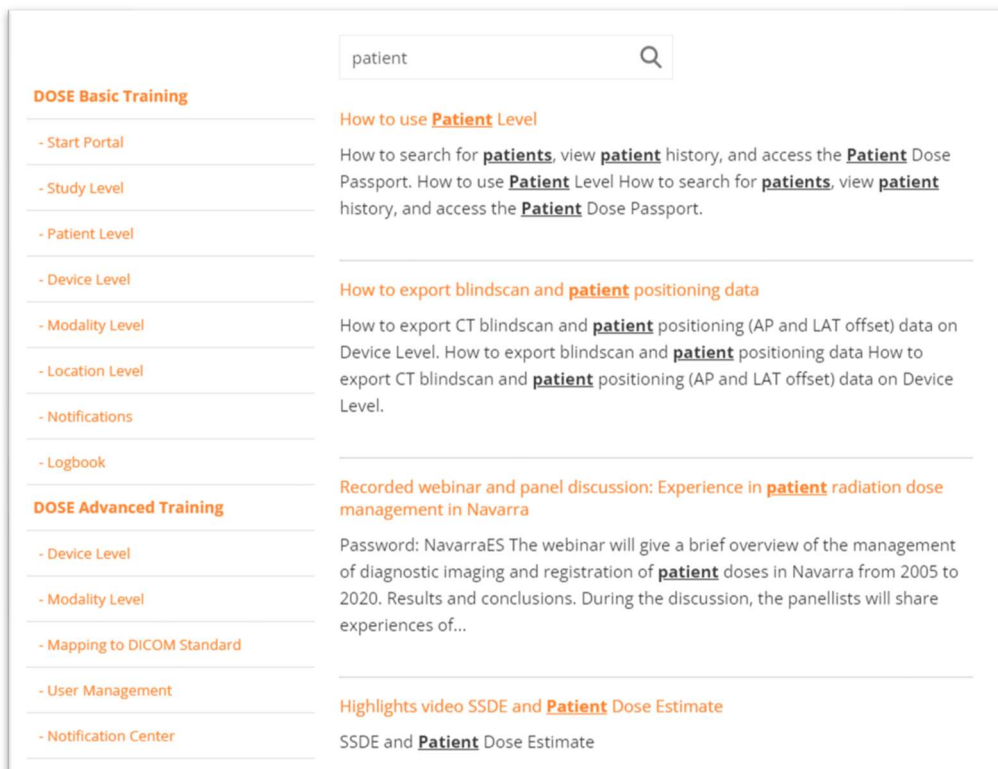 patient
DOSE Basic Training
- Start Portal
- Study Level
- Patient Level
- Device Level
- Modality Level
- Location Level
- Notifications
- Logbook
DOSE Advanced Training
- Device Level
- Modality Level
- Mapping to DICOM Standard
- User Management
- Notification Center
How to use Patient Level
How to search for patients, view patient history, and access the Patient Dose
Passport. How to use Patient Level How to search for patients, view patient
history, and access the Patient Dose Passport.
How to export blindscan and patient positioning data
How to export CT blindscan and patient positioning (AP and LAT offset) data on
Device Level. How to export blindscan and patient positioning data How to
export CT blindscan and patient positioning (AP and LAT offset) data on Device
Level.
Recorded webinar and panel discussion: Experience in patient radiation dose
management in Navarra
Password: NavarraES The webinar will give a brief overview of the management
of diagnostic imaging and registration of patient doses in Navarra from 2005 to
2020. Results and conclusions. During the discussion, the panellists will share
experiences of...
Highlights video SSDE and Patient Dose Estimate
SSDE and Patient Dose Estimate